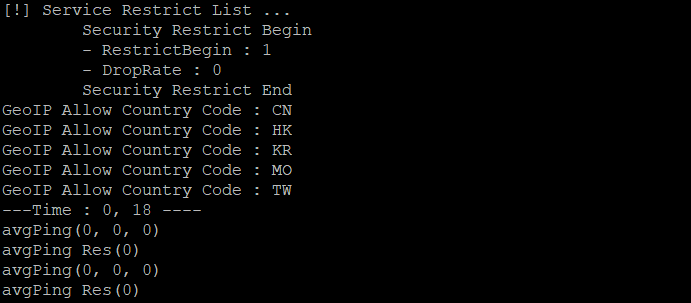 [!] Service Restrict List ...
Security Restrict Begin
- RestrictBegin : 1
- DropRate : 0
Security Restrict End
GeoIP Allow Country Code : CN
GeoIP Allow Country Code : HK
GeoIP Allow Country Code : KR
GeoIP Allow Country Code : MO
GeoIP Allow Country Code : TW
---Time : 0, 18 ----
avgPing(0, 0, 0)
avgPing Res(0)
avgPing(0, 0, 0)
avgPing Res(0)